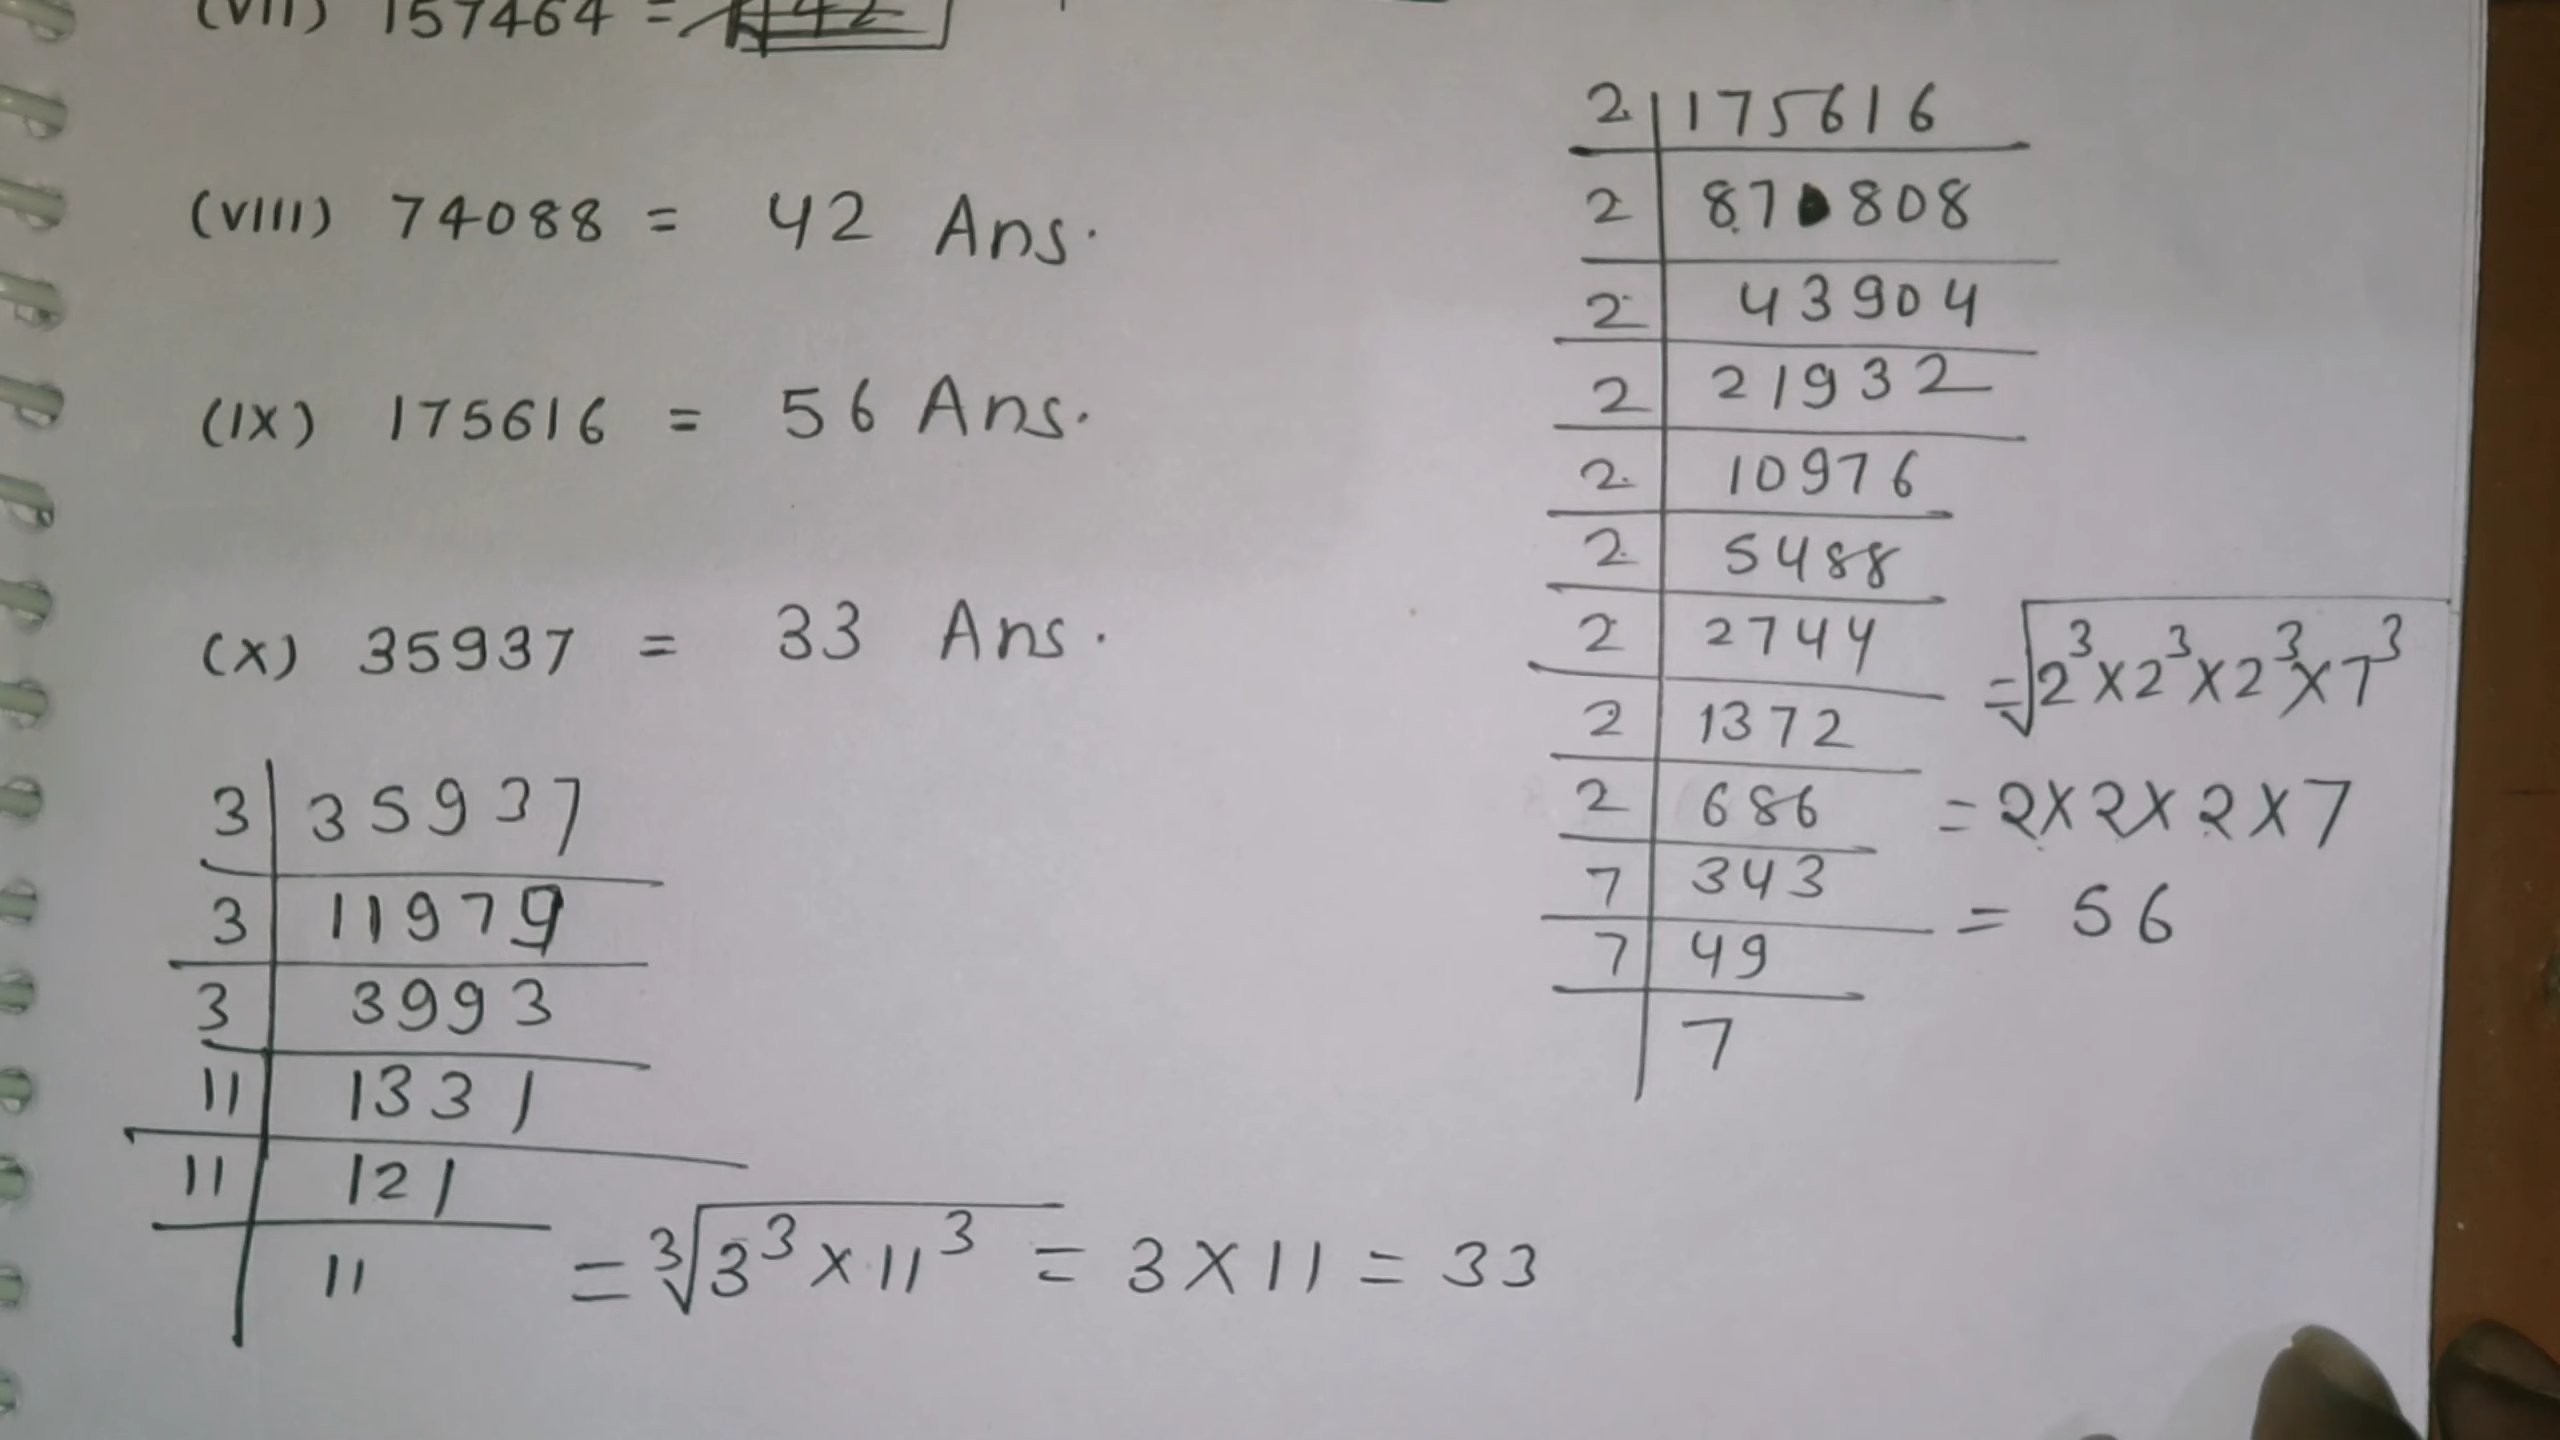 (VII) 157464 =
(VIII) 74088 = 42 Ans.
(IX) 175616 = 56 Ans.
(X) 35937 = 33 Ans.
3 | 35937
3 | 11979
3 | 3993
11 | 1331
11 | 121
11
= ∛3³ × 11³ = 3 × 11 = 33
2 | 175616
2 | 87808
2 | 43904
2 | 21932
2 | 10976
2 | 5488
2 | 2744
2 | 1372
2 | 686
7 | 343
7 | 49
7
= √2³ × 2³ × 2³ × 7³
= 2 × 2 × 2 × 7
= 56